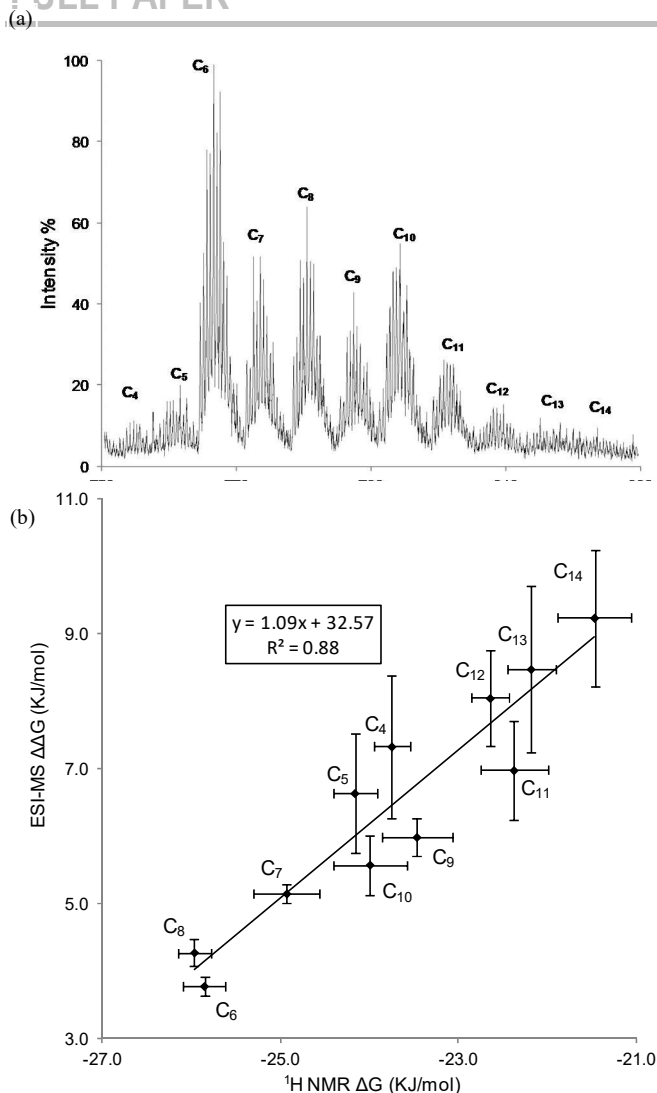 (a)
100
C₆
80
C₈
C₇
C₁₀
60
Intensity %
C₉
40
C₁₁
C₅
C₁₂
C₄
C₁₃
C₁₄
20
0
(b)
11.0
9.0
7.0
5.0
3.0
ESI-MS ΔΔG (KJ/mol)
y = 1.09x + 32.57
R² = 0.88
C₁₄
C₁₃
C₁₂
C₄
C₅
C₁₁
C₉
C₇
C₁₀
C₈
C₆
-27.0 -25.0 -23.0 -21.0
¹H NMR ΔG (KJ/mol)